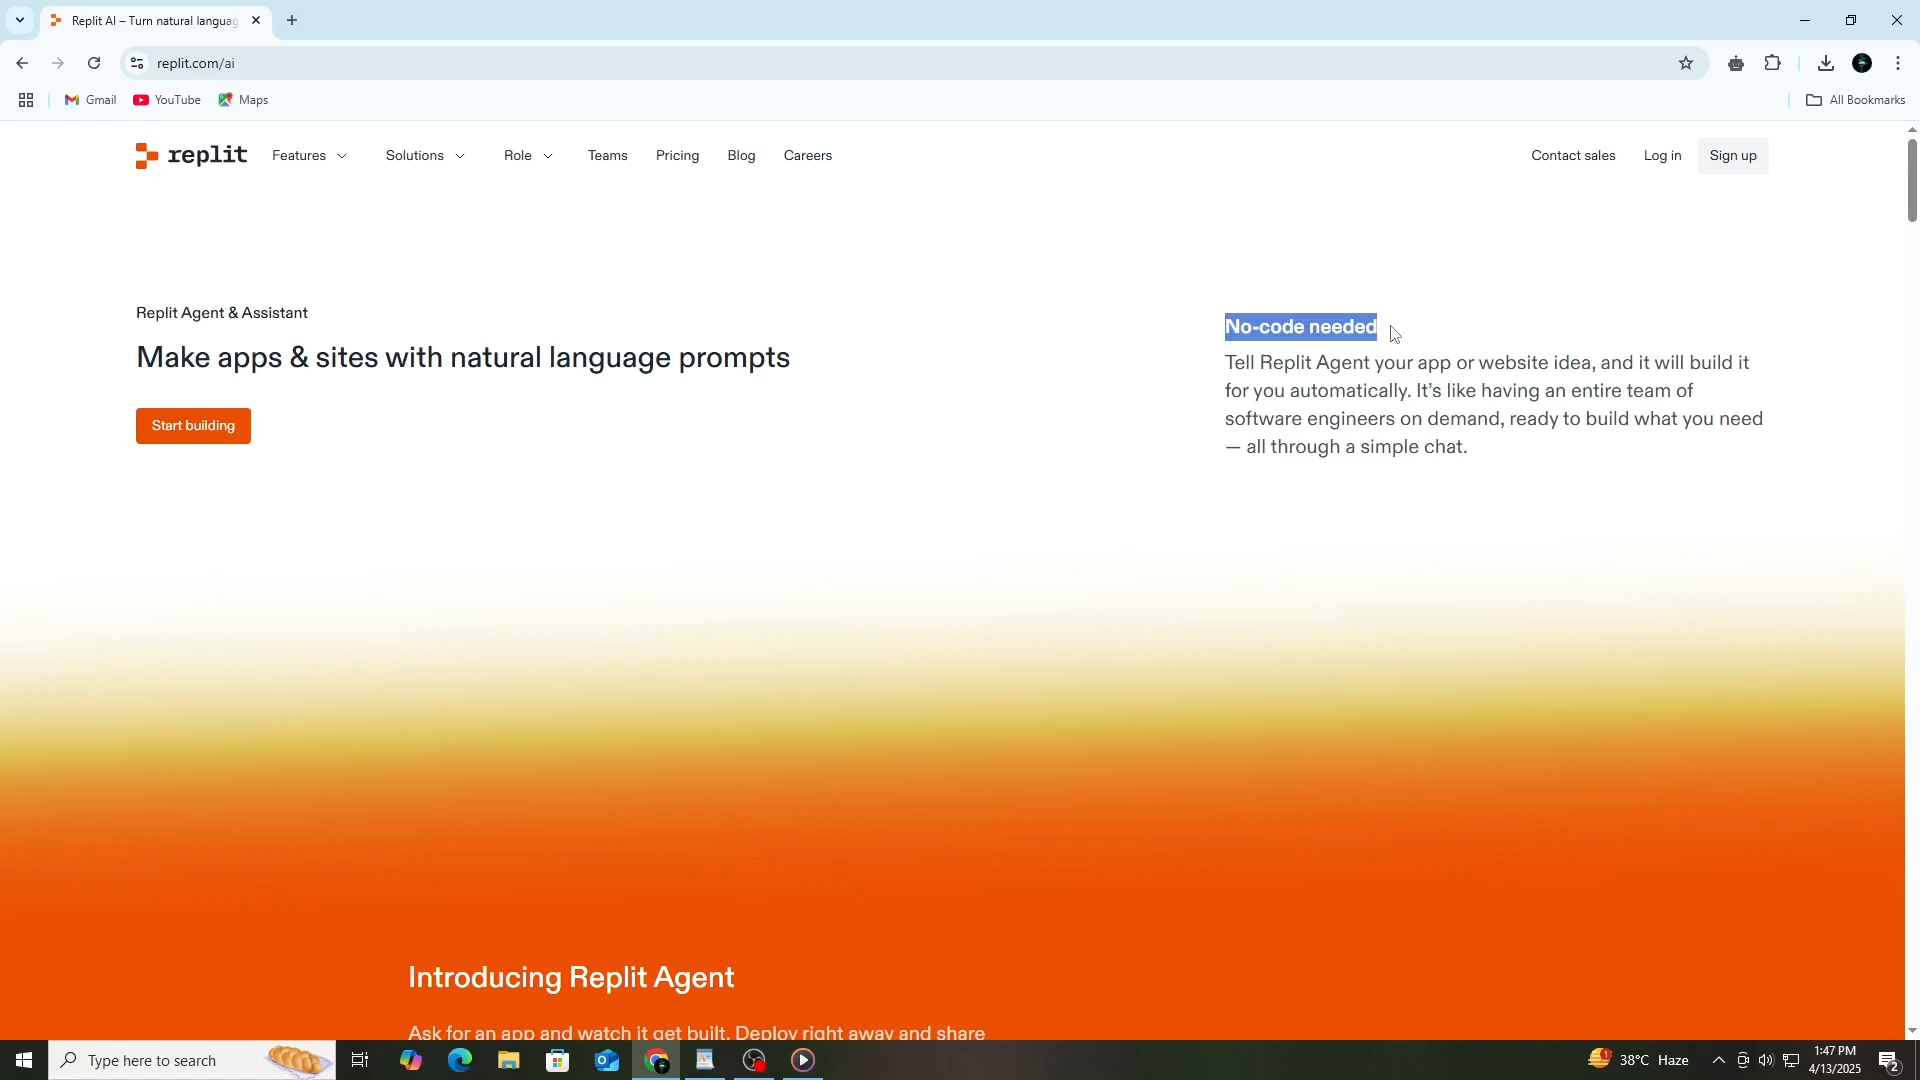 Replit AI – Turn natural languag
replit.com/ai
Gmail
YouTube
Maps
All Bookmarks
replit
Features
Solutions
Role
Teams
Pricing
Blog
Careers
Contact sales
Log in
Sign up
Replit Agent & Assistant
Make apps & sites with natural language prompts
Start building
No-code needed
Tell Replit Agent your app or website idea, and it will build it
for you automatically. It's like having an entire team of
software engineers on demand, ready to build what you need
— all through a simple chat.
Introducing Replit Agent
Ask for an app and watch it get built. Deploy right away and share
Type here to search
1
38°C Haze
1:47 PM
4/13/2025
2